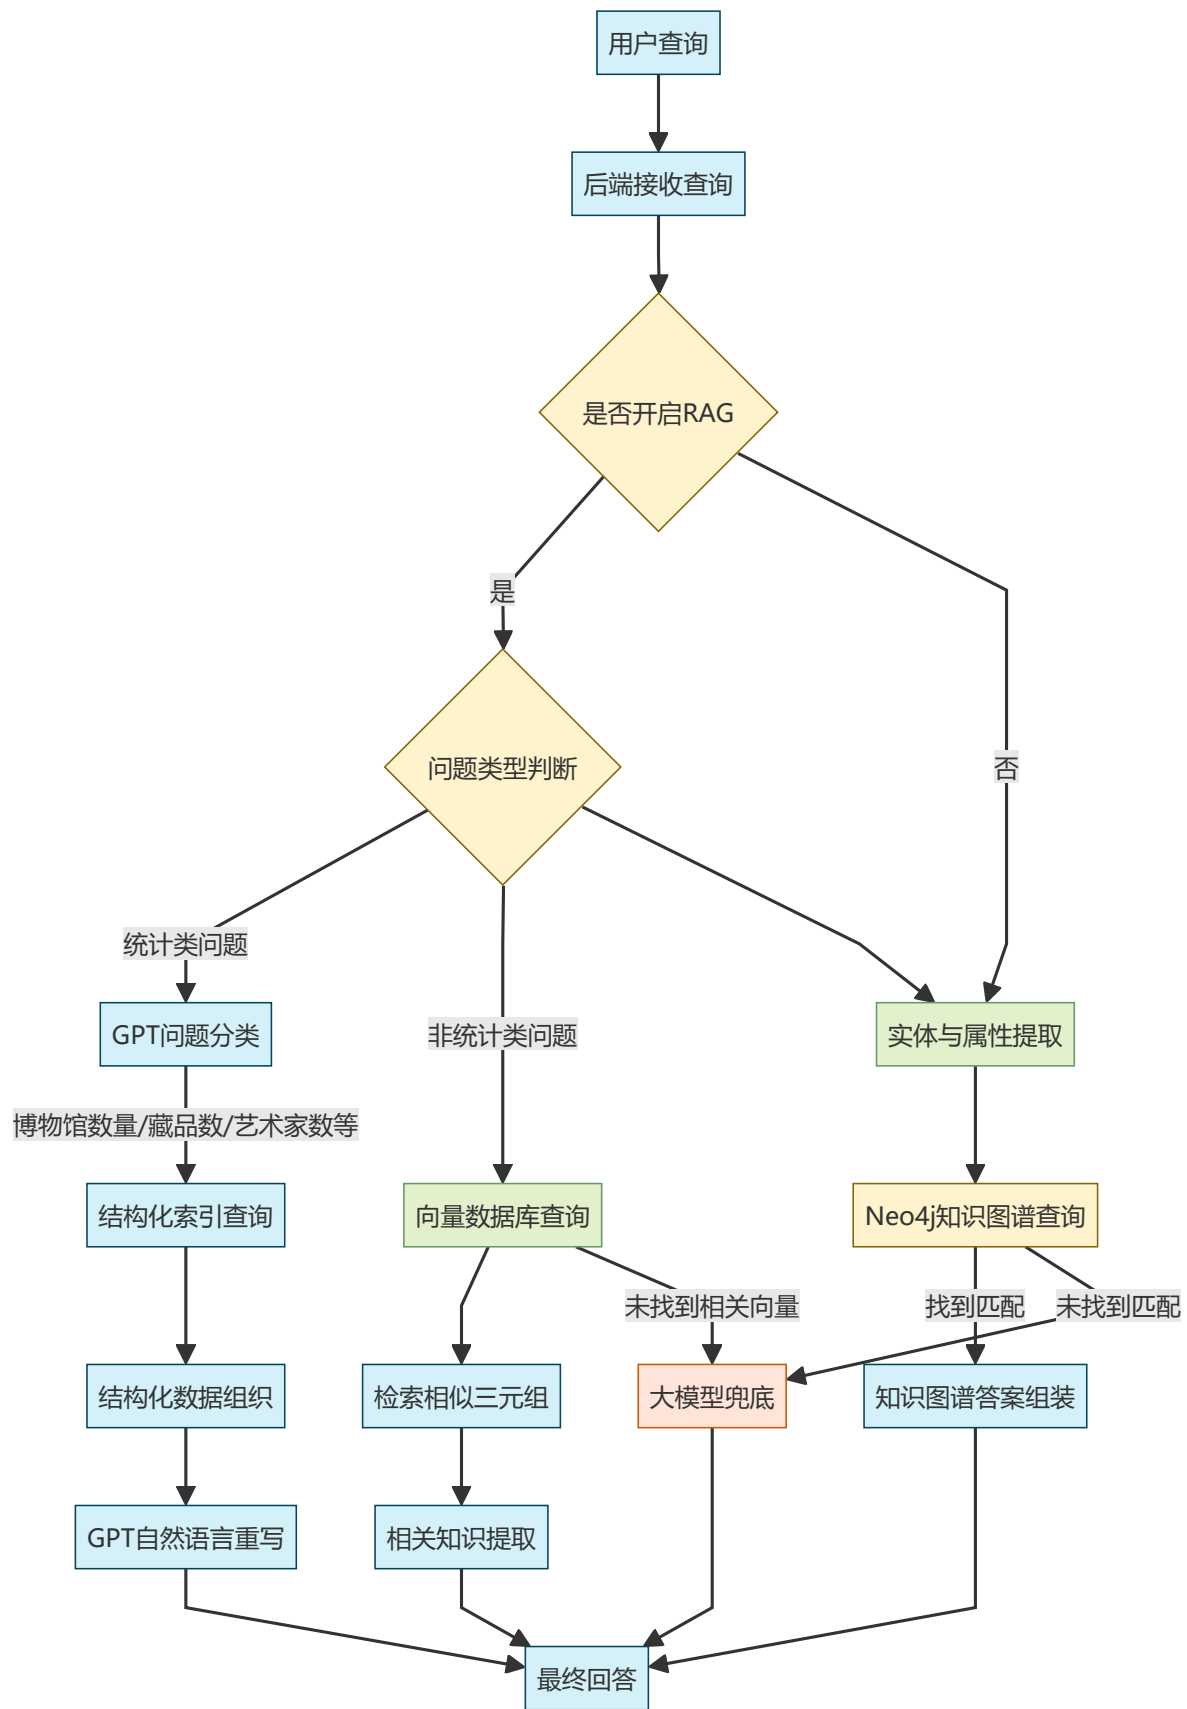 用户查询
后端接收查询
是否开启RAG
是
问题类型判断
否
统计类问题
GPT问题分类
非统计类问题
实体与属性提取
博物馆数量/藏品数/艺术家数等
结构化索引查询
向量数据库查询
Neo4j知识图谱查询
未找到相关向量
找到匹配
未找到匹配
结构化数据组织
检索相似三元组
大模型兜底
知识图谱答案组装
GPT自然语言重写
相关知识提取
最终回答